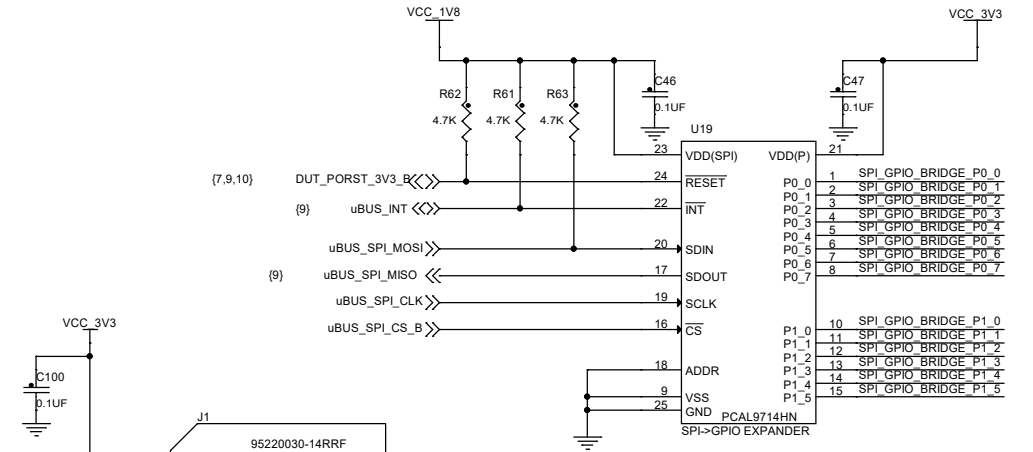 VCC_1V8
VCC_3V3
C46
0.1UF
C47
0.1UF
R62
4.7K
R61
4.7K
R63
4.7K
U19
23 VDD(SPI)
VDD(P) 21
{7,9,10} DUT_PORST_3V3_B 24 RESET
{9} uBUS_INT 22 INT
uBUS_SPI_MOSI 20 SDIN
{9} uBUS_SPI_MISO 17 SDOUT
uBUS_SPI_CLK 19 SCLK
uBUS_SPI_CS_B 16 CS
18 ADDR
9 VSS
25 GND
P0_0 1 SPI_GPIO_BRIDGE_P0_0
P0_1 2 SPI_GPIO_BRIDGE_P0_1
P0_2 3 SPI_GPIO_BRIDGE_P0_2
P0_3 4 SPI_GPIO_BRIDGE_P0_3
P0_4 5 SPI_GPIO_BRIDGE_P0_4
P0_5 6 SPI_GPIO_BRIDGE_P0_5
P0_6 7 SPI_GPIO_BRIDGE_P0_6
P0_7 8 SPI_GPIO_BRIDGE_P0_7
P1_0 10 SPI_GPIO_BRIDGE_P1_0
P1_1 11 SPI_GPIO_BRIDGE_P1_1
P1_2 12 SPI_GPIO_BRIDGE_P1_2
P1_3 13 SPI_GPIO_BRIDGE_P1_3
P1_4 14 SPI_GPIO_BRIDGE_P1_4
P1_5 15 SPI_GPIO_BRIDGE_P1_5
PCAL9714HN
SPI->GPIO EXPANDER
VCC_3V3
C100
0.1UF
J1
95220030-14RRF